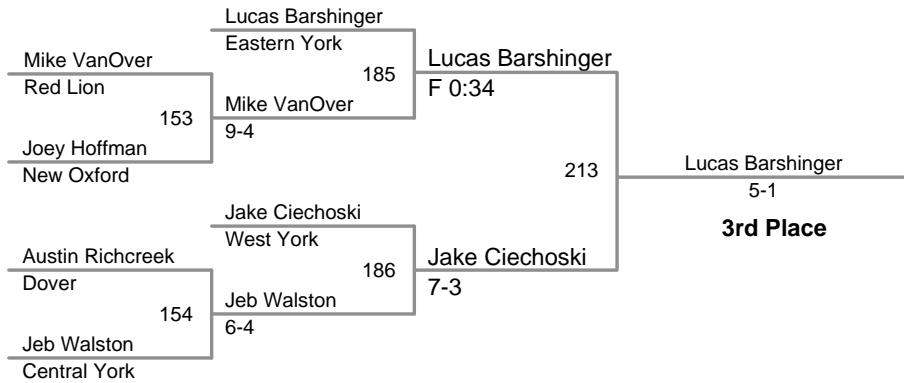 Lucas Barshinger
Eastern York
Mike VanOver
Red Lion
185
Lucas Barshinger
F 0:34
153
Mike VanOver
9-4
Joey Hoffman
New Oxford
213
Lucas Barshinger
5-1
3rd Place
Jake Ciechoski
West York
Austin Richcreek
Dover
186
Jake Ciechoski
7-3
154
Jeb Walston
6-4
Jeb Walston
Central York